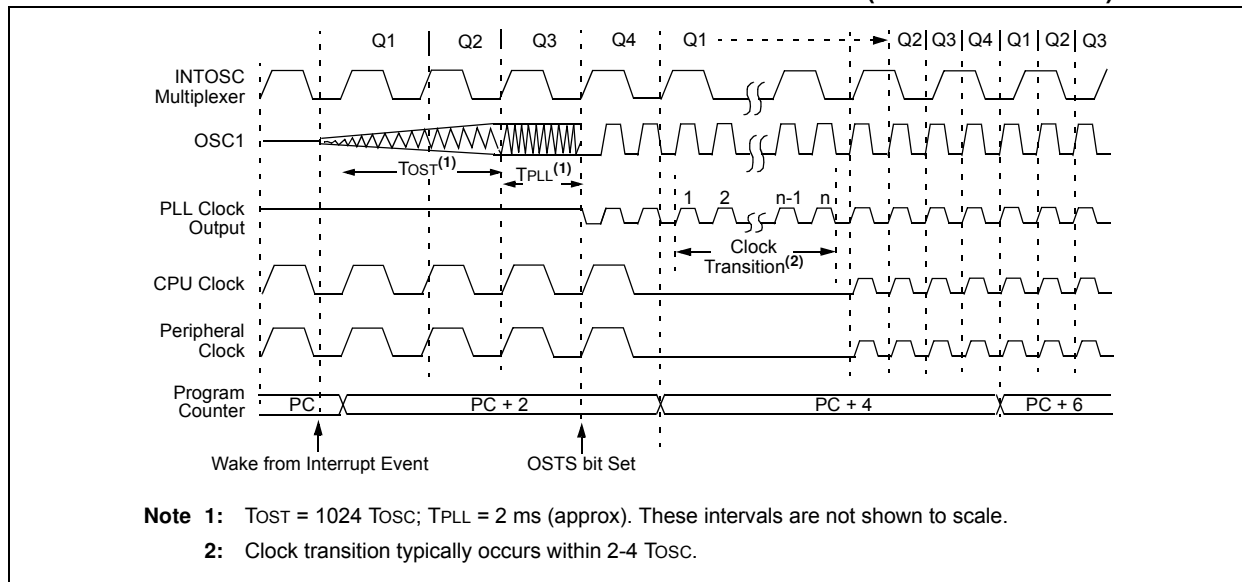 Q1 Q2 Q3 Q4 Q1 Q2 Q3 Q4 Q1 Q2 Q3
INTOSC
Multiplexer
OSC1
TOST(1)
TPLL(1)
1 2 n-1 n
PLL Clock
Output
Clock
Transition(2)
CPU Clock
Peripheral
Clock
Program
Counter
PC PC + 2 PC + 4 PC + 6
Wake from Interrupt Event OSTS bit Set
Note 1: TOST = 1024 TOSC; TPLL = 2 ms (approx). These intervals are not shown to scale.
2: Clock transition typically occurs within 2-4 TOSC.